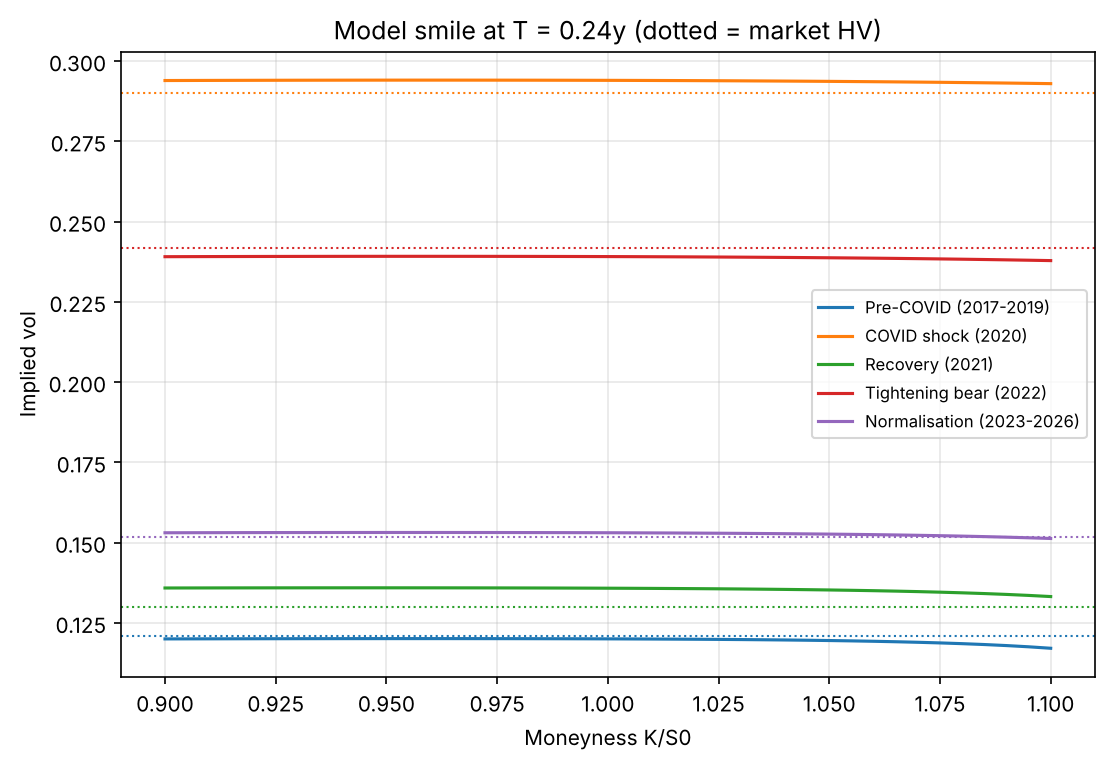 Model smile at T = 0.24y (dotted = market HV)
Implied vol
0.300
0.275
0.250
0.225
0.200
0.175
0.150
0.125
Pre-COVID (2017-2019)
COVID shock (2020)
Recovery (2021)
Tightening bear (2022)
Normalisation (2023-2026)
0.900
0.925
0.950
0.975
1.000
1.025
1.050
1.075
1.100
Moneyness K/S0